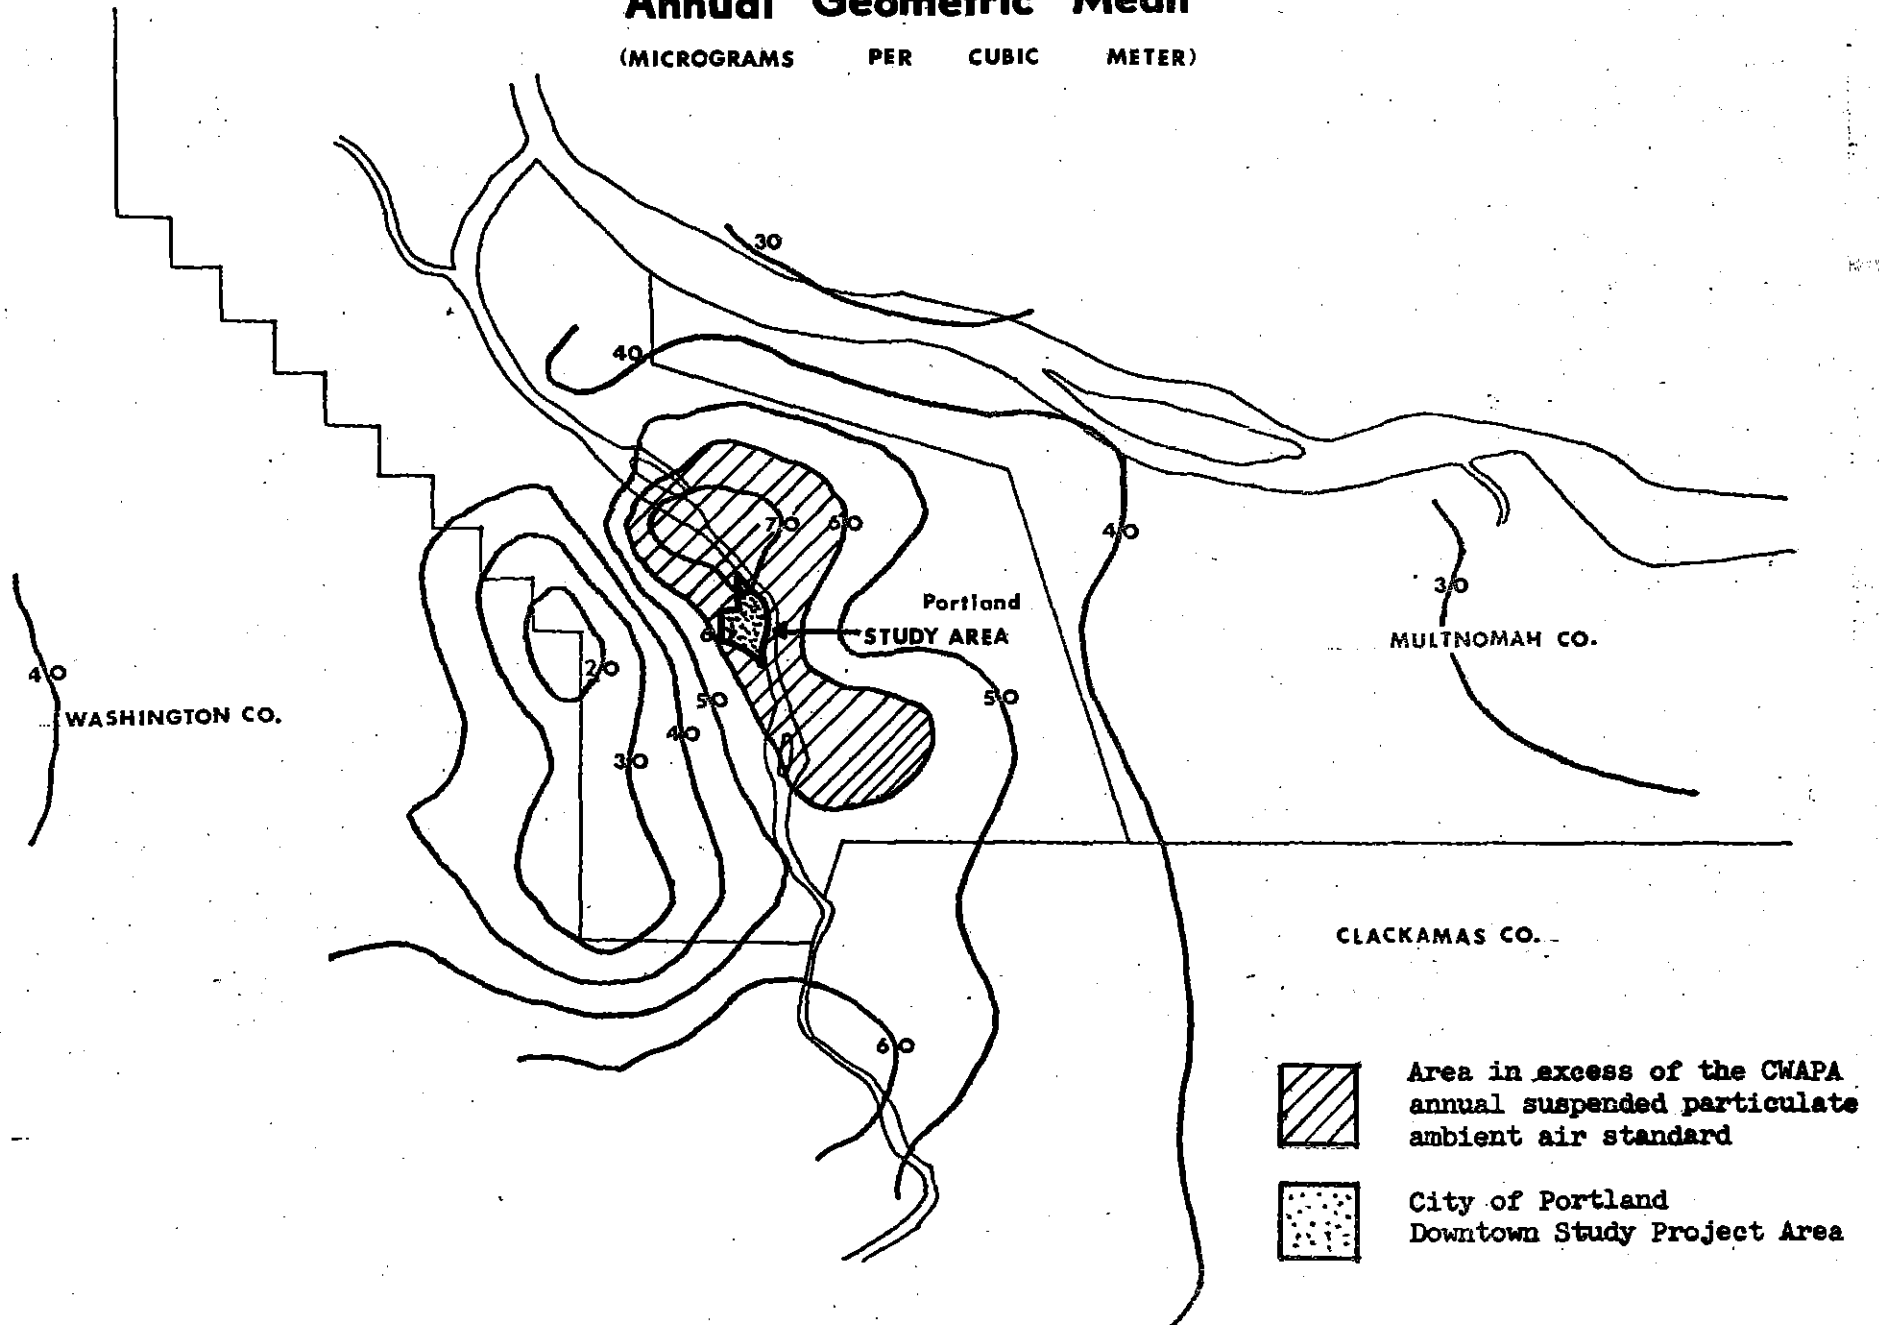 Annual Geometric Mean
(MICROGRAMS PER CUBIC METER)
30
40
70
60
40
30
Portland
STUDY AREA
60
MULTNOMAH CO.
20
40
50
50
WASHINGTON CO.
40
30
CLACKAMAS CO.
60
Area in excess of the CWAPA
annual suspended particulate
ambient air standard
City of Portland
Downtown Study Project Area